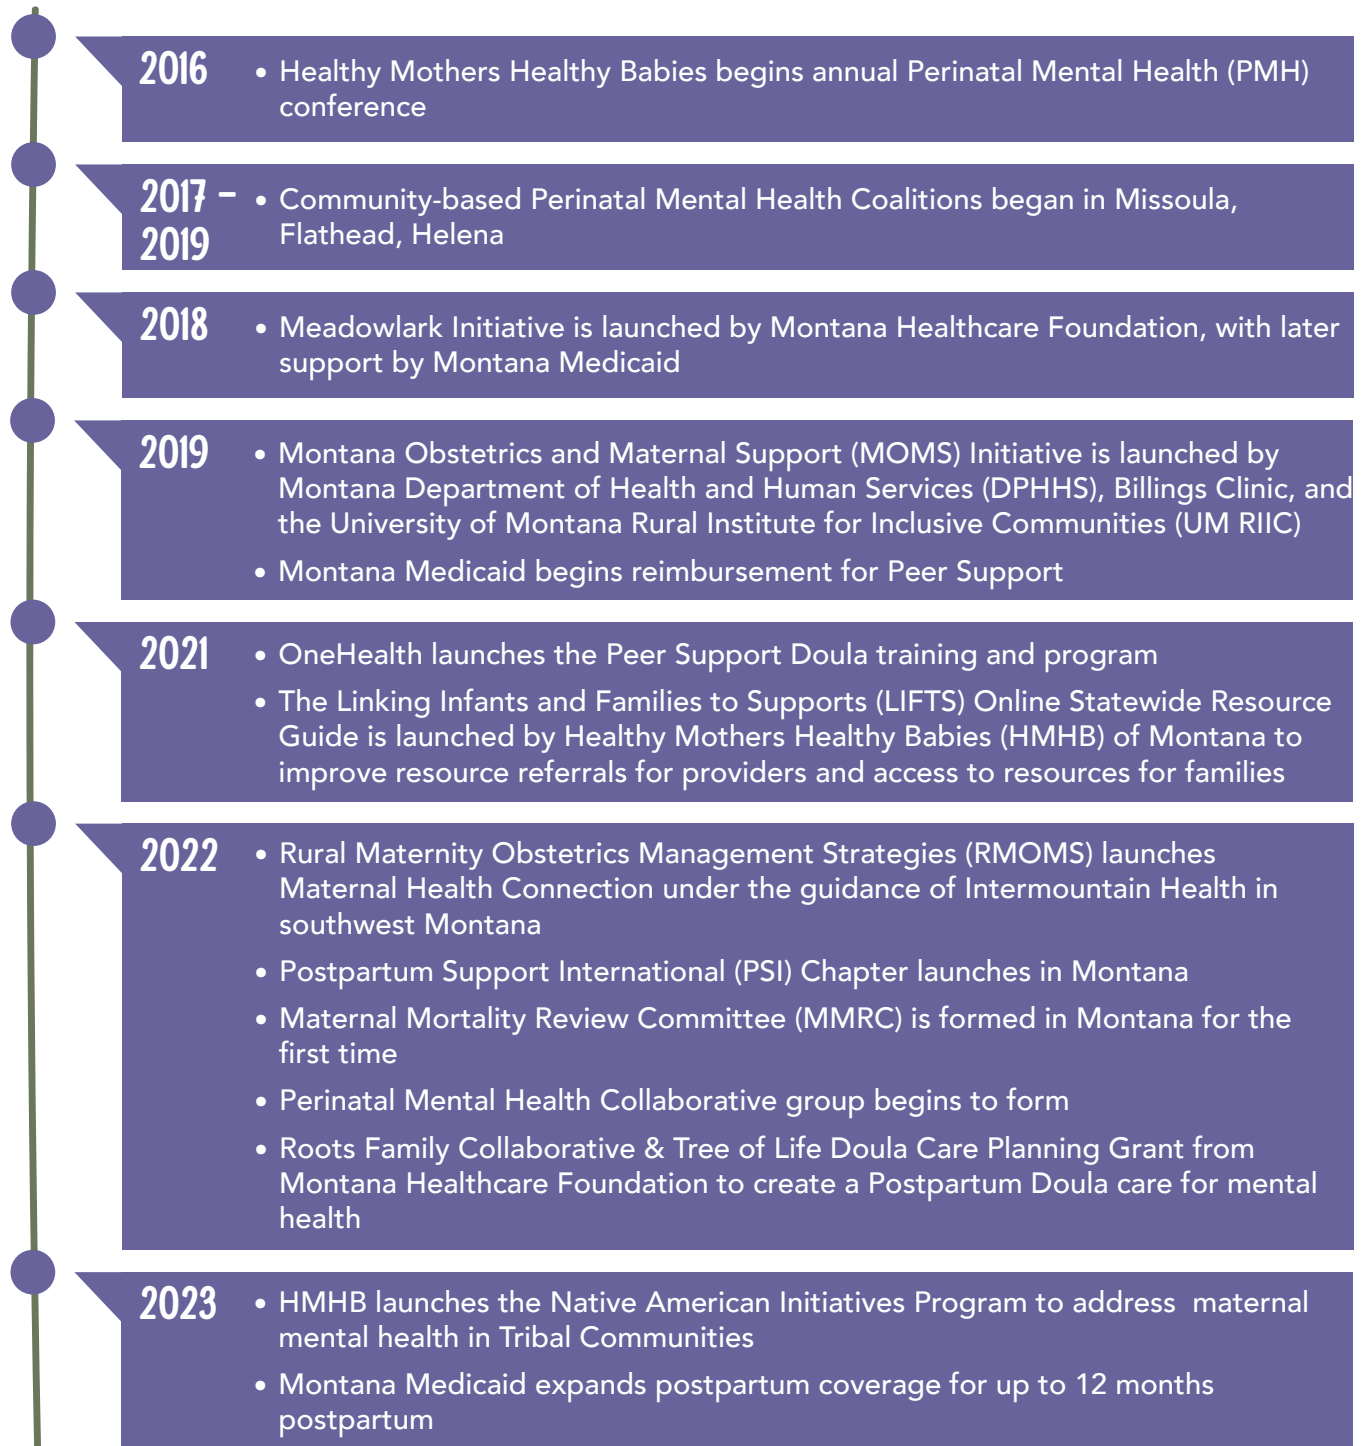 2016
• Healthy Mothers Healthy Babies begins annual Perinatal Mental Health (PMH)
conference
2017 –
2019
• Community-based Perinatal Mental Health Coalitions began in Missoula,
Flathead, Helena
2018
• Meadowlark Initiative is launched by Montana Healthcare Foundation, with later
support by Montana Medicaid
2019
• Montana Obstetrics and Maternal Support (MOMS) Initiative is launched by
Montana Department of Health and Human Services (DPHHS), Billings Clinic, and
the University of Montana Rural Institute for Inclusive Communities (UM RIIC)
• Montana Medicaid begins reimbursement for Peer Support
2021
• OneHealth launches the Peer Support Doula training and program
• The Linking Infants and Families to Supports (LIFTS) Online Statewide Resource
Guide is launched by Healthy Mothers Healthy Babies (HMHB) of Montana to
improve resource referrals for providers and access to resources for families
2022
• Rural Maternity Obstetrics Management Strategies (RMOMS) launches
Maternal Health Connection under the guidance of Intermountain Health in
southwest Montana
• Postpartum Support International (PSI) Chapter launches in Montana
• Maternal Mortality Review Committee (MMRC) is formed in Montana for the
first time
• Perinatal Mental Health Collaborative group begins to form
• Roots Family Collaborative & Tree of Life Doula Care Planning Grant from
Montana Healthcare Foundation to create a Postpartum Doula care for mental
health
2023
• HMHB launches the Native American Initiatives Program to address  maternal
mental health in Tribal Communities
• Montana Medicaid expands postpartum coverage for up to 12 months
postpartum